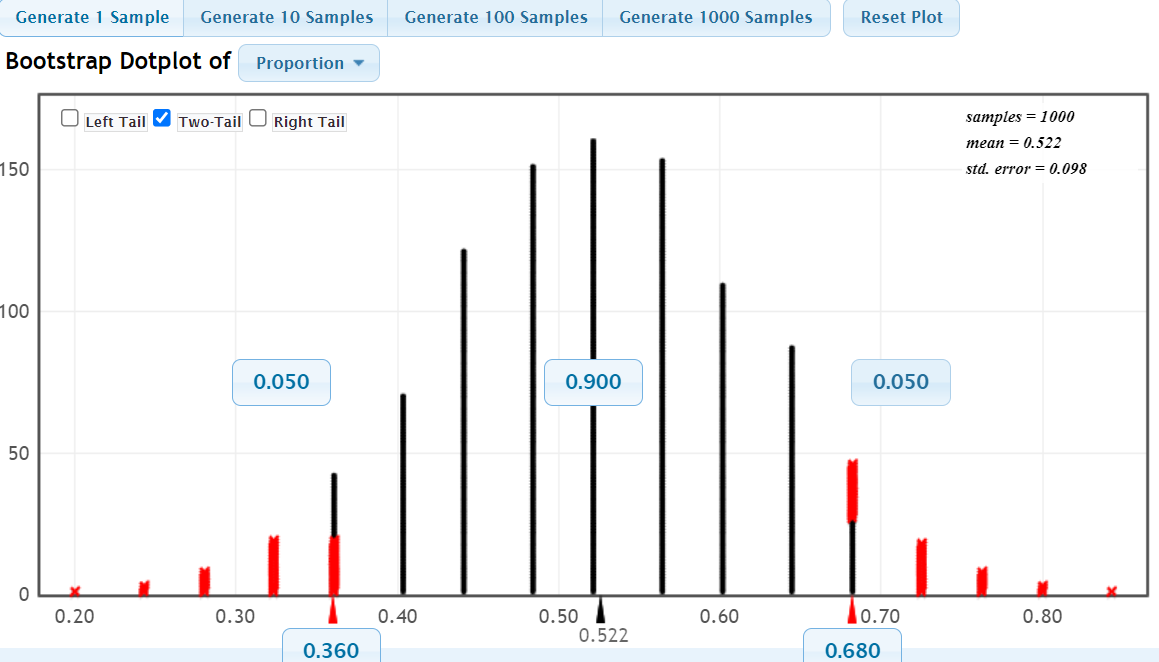 Generate 1 Sample Generate 10 Samples Generate 100 Samples Generate 1000 Samples Reset Plot
Bootstrap Dotplot of Proportion
Left Tail Two-Tail Right Tail
samples = 1000
mean = 0.522
std. error = 0.098
150
100
0.050 0.900 0.050
50
0
0.20 0.30 0.40 0.50 0.60 0.70 0.80
0.522
0.360 0.680